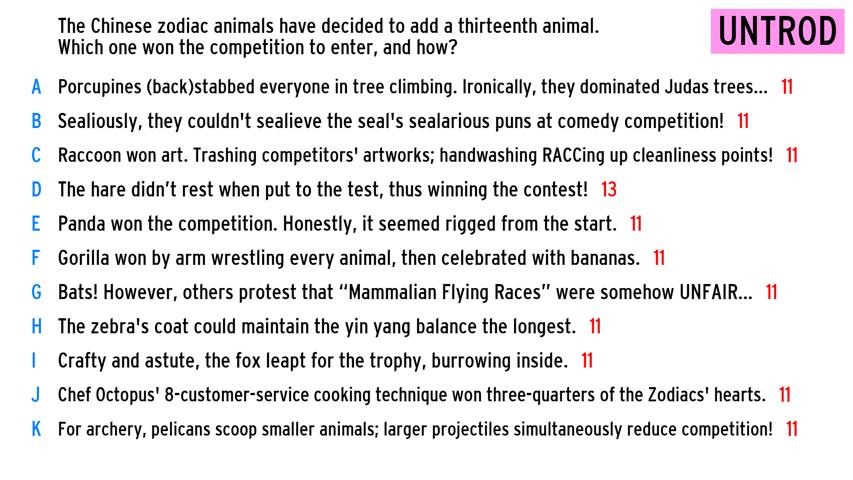 The Chinese zodiac animals have decided to add a thirteenth animal.
Which one won the competition to enter, and how?
UNTROD
A Porcupines (back)stabbed everyone in tree climbing. Ironically, they dominated Judas trees... 11
B Sealiously, they couldn't sealieve the seal's sealarious puns at comedy competition! 11
C Raccoon won art. Trashing competitors' artworks; handwashing RACCing up cleanliness points! 11
D The hare didn't rest when put to the test, thus winning the contest! 13
E Panda won the competition. Honestly, it seemed rigged from the start. 11
F Gorilla won by arm wrestling every animal, then celebrated with bananas. 11
G Bats! However, others protest that “Mammalian Flying Races” were somehow UNFAIR... 11
H The zebra's coat could maintain the yin yang balance the longest. 11
I Crafty and astute, the fox leapt for the trophy, burrowing inside. 11
J Chef Octopus' 8-customer-service cooking technique won three-quarters of the Zodiacs' hearts. 11
K For archery, pelicans scoop smaller animals; larger projectiles simultaneously reduce competition! 11